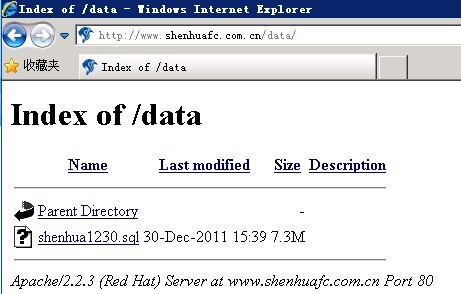 Index of /data - Windows Internet Explorer
http://www.shenhuafc.com.cn/data/
收藏夹 Index of /data
Index of /data
Name Last modified Size Description
Parent Directory -
shenhua1230.sql 30-Dec-2011 15:39 7.3M
Apache/2.2.3 (Red Hat) Server at www.shenhuafc.com.cn Port 80